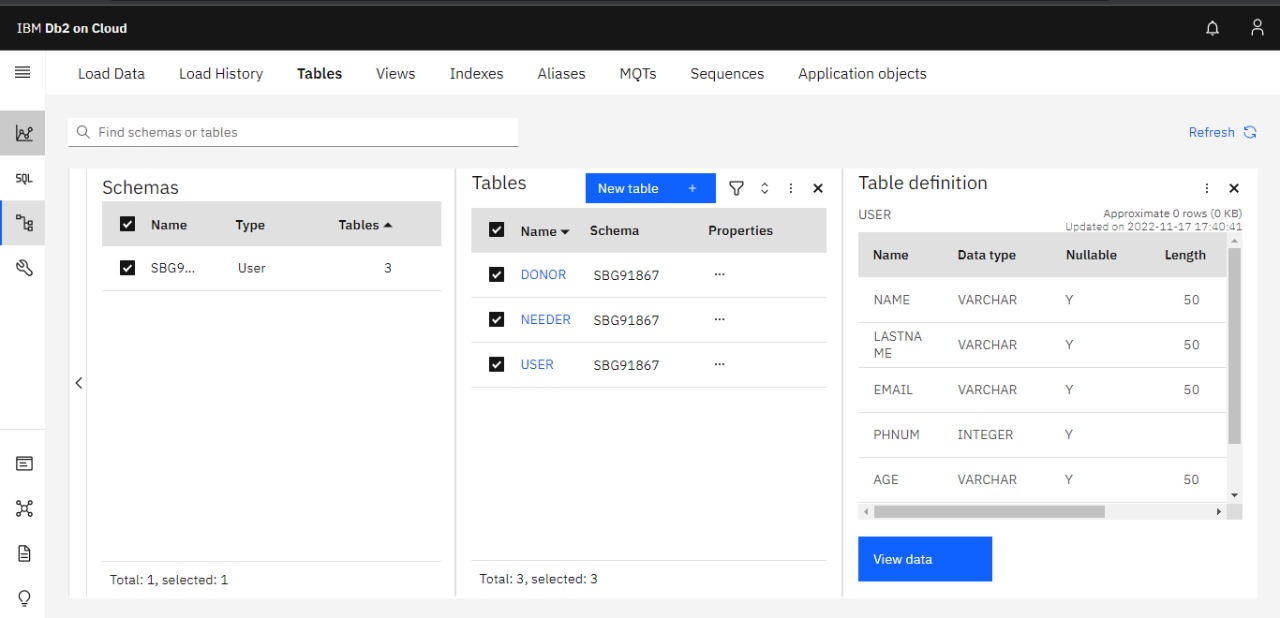 IBM Db2 on Cloud
Load Data Load History Tables Views Indexes Aliases MQTs Sequences Application objects
Find schemas or tables
Refresh
SQL
Schemas
Name Type Tables
SBG9... User 3
Total: 1, selected: 1
Tables
New table +
Name Schema Properties
DONOR SBG91867 ...
NEEDER SBG91867 ...
USER SBG91867 ...
Total: 3, selected: 3
Table definition
USER
Approximate 0 rows (0 KB)
Updated on 2022-11-17 17:40:41
Name Data type Nullable Length
NAME VARCHAR Y 50
LASTNA
ME VARCHAR Y 50
EMAIL VARCHAR Y 50
PHNUM INTEGER Y
AGE VARCHAR Y 50
View data